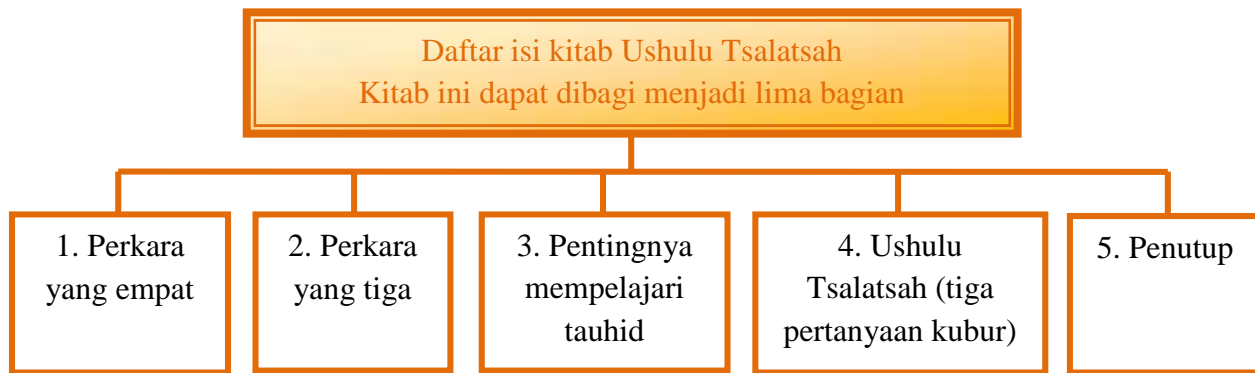 Daftar isi kitab Ushulu Tsalatsah
Kitab ini dapat dibagi menjadi lima bagian
1. Perkara
yang empat
2. Perkara
yang tiga
3. Pentingnya
mempelajari
tauhid
4. Ushulu
Tsalatsah (tiga
pertanyaan kubur)
5. Penutup